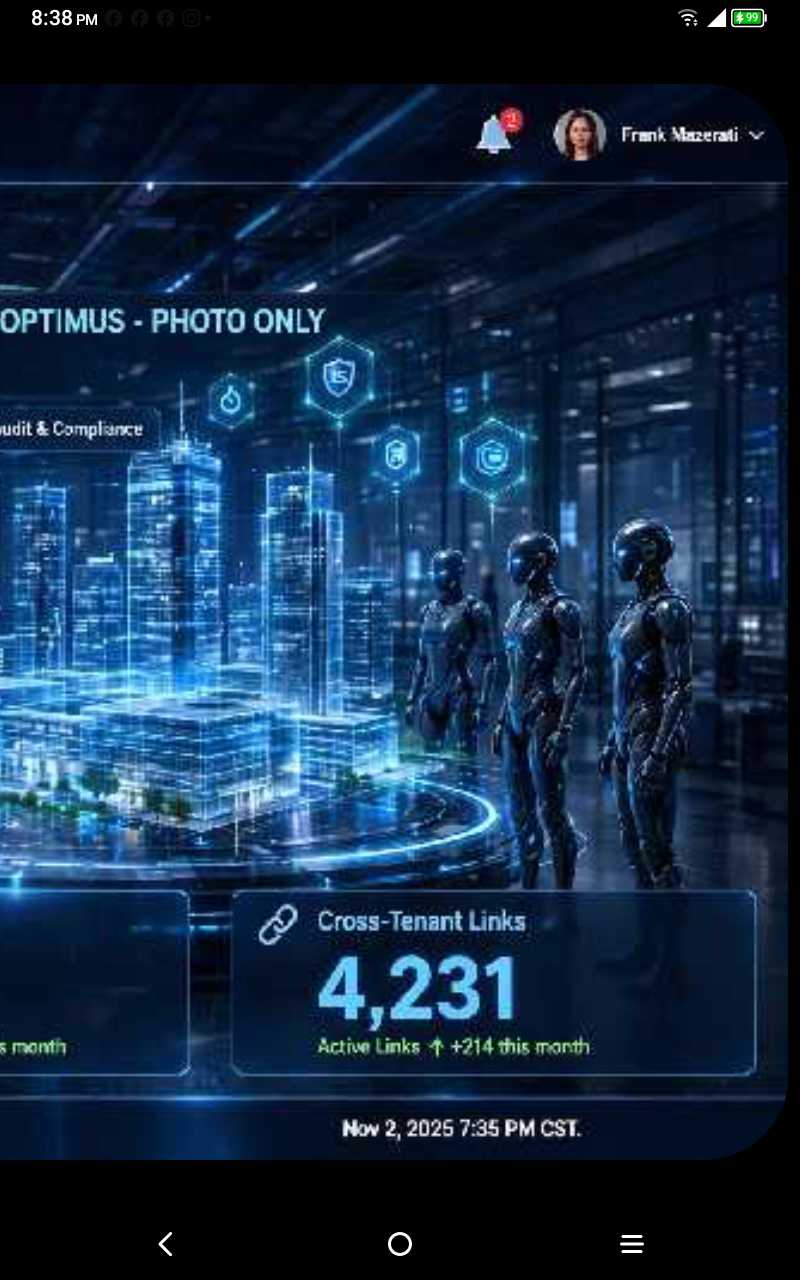 8:38 PM
99
2
Frank Mazerati
OPTIMUS - PHOTO ONLY
udit & Compliance
Cross-Tenant Links
4,231
s month
Active Links ↑ +214 this month
Nov 2, 2025 7:35 PM CST.